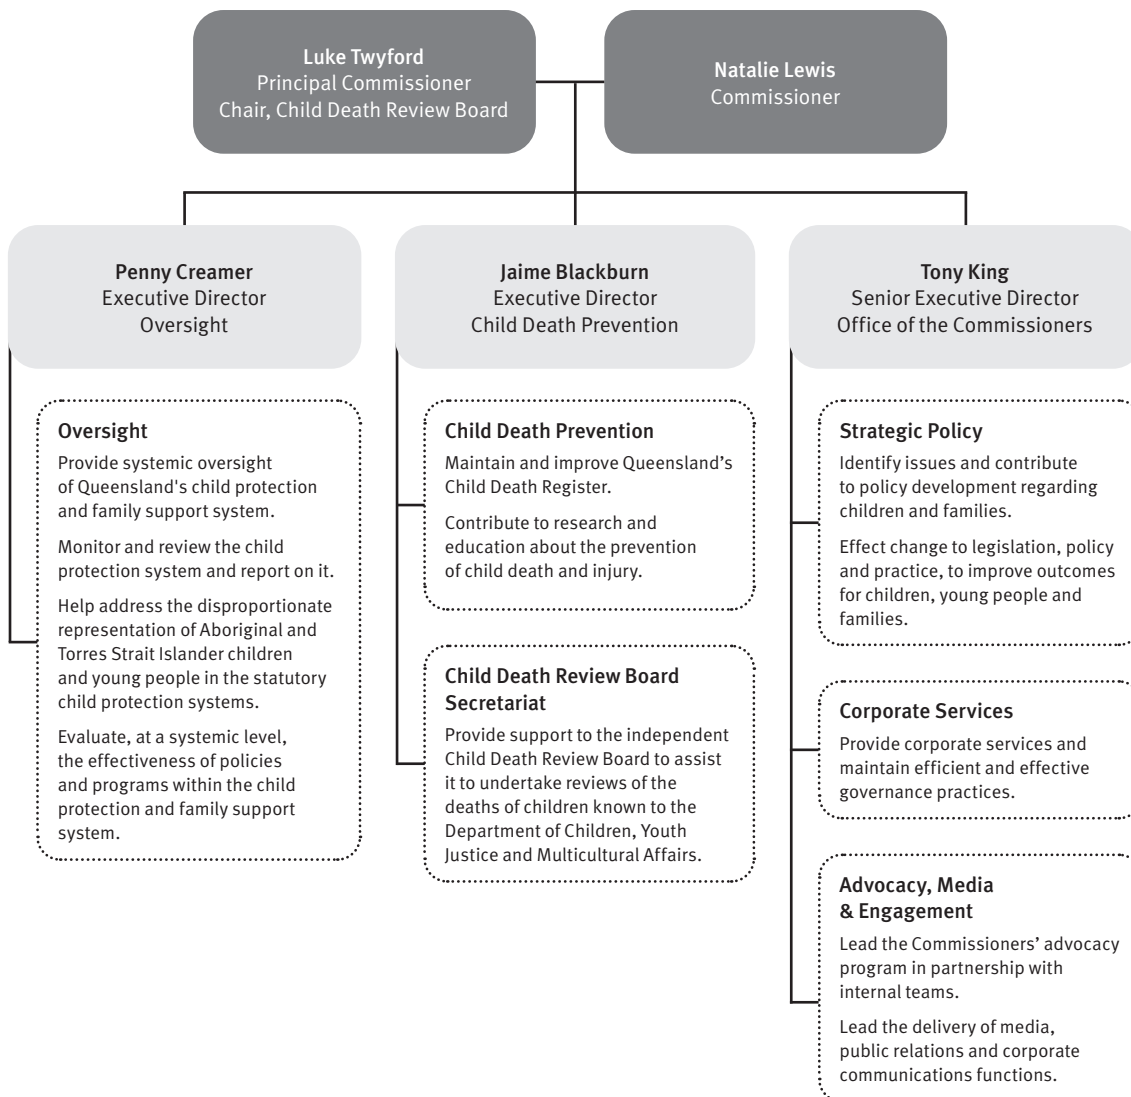 Luke Twyford
Principal Commissioner
Chair, Child Death Review Board
Natalie Lewis
Commissioner
Penny Creamer
Executive Director
Oversight
Jaime Blackburn
Executive Director
Child Death Prevention
Tony King
Senior Executive Director
Office of the Commissioners
Oversight
Provide systemic oversight
of Queensland's child protection
and family support system.
Monitor and review the child
protection system and report on it.
Help address the disproportionate
representation of Aboriginal and
Torres Strait Islander children
and young people in the statutory
child protection systems.
Evaluate, at a systemic level,
the effectiveness of policies
and programs within the child
protection and family support
system.
Child Death Prevention
Maintain and improve Queensland’s
Child Death Register.
Contribute to research and
education about the prevention
of child death and injury.
Child Death Review Board
Secretariat
Provide support to the independent
Child Death Review Board to assist
it to undertake reviews of the
deaths of children known to the
Department of Children, Youth
Justice and Multicultural Affairs.
Strategic Policy
Identify issues and contribute
to policy development regarding
children and families.
Effect change to legislation, policy
and practice, to improve outcomes
for children, young people and
families.
Corporate Services
Provide corporate services and
maintain efficient and effective
governance practices.
Advocacy, Media
& Engagement
Lead the Commissioners’ advocacy
program in partnership with
internal teams.
Lead the delivery of media,
public relations and corporate
communications functions.